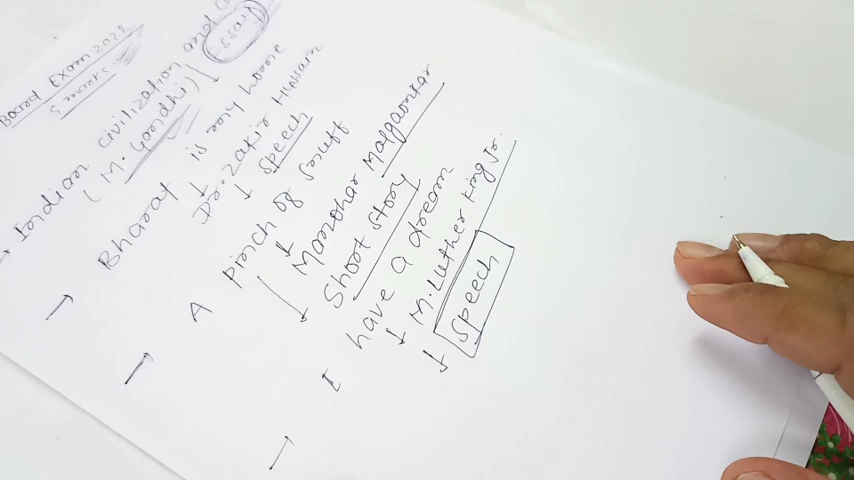 Board Exam 2022
→ Indian civilization and
Essay
(M. Gandhi)
→ Bharat is my home
↓ Dr. Zakir Hussain
↓ Speech
→ A Pinch of Snuff
↓ Manohar Malgaonkar
Short Story
→ I have a dream
↓ M. Luther King Jr.
↓ Speech